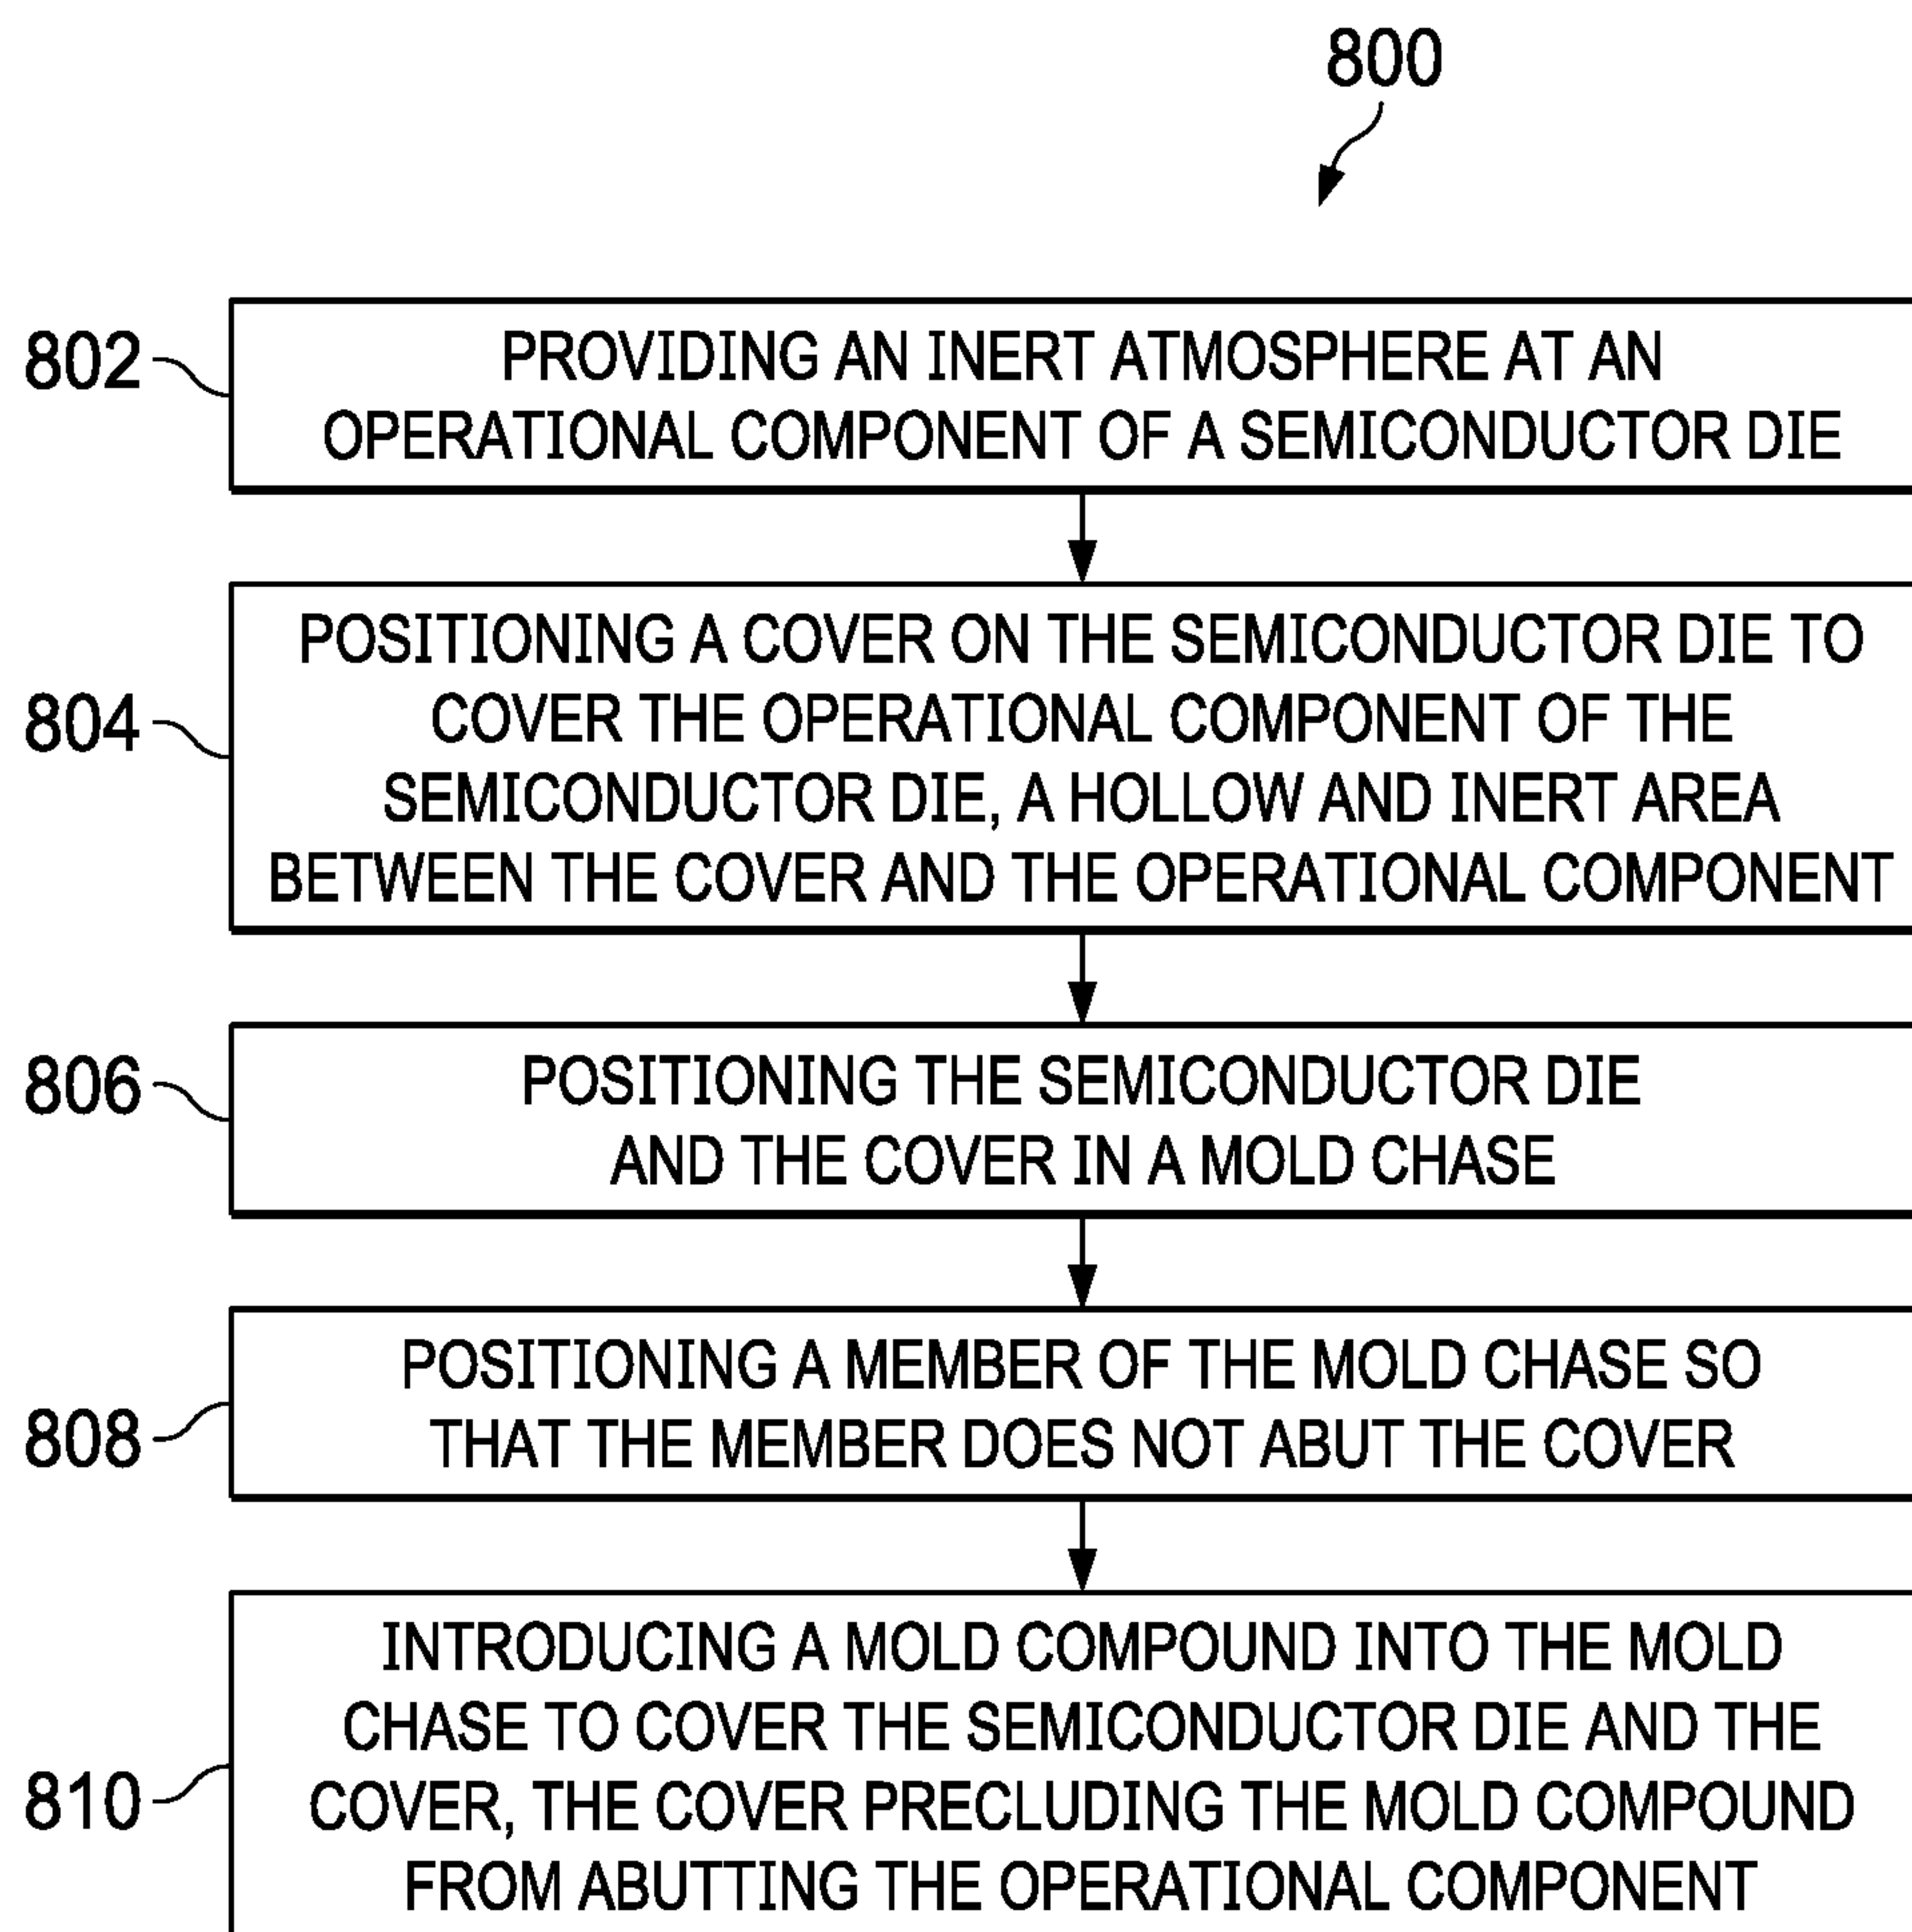 800
802
PROVIDING AN INERT ATMOSPHERE AT AN
OPERATIONAL COMPONENT OF A SEMICONDUCTOR DIE
804
POSITIONING A COVER ON THE SEMICONDUCTOR DIE TO
COVER THE OPERATIONAL COMPONENT OF THE
SEMICONDUCTOR DIE, A HOLLOW AND INERT AREA
BETWEEN THE COVER AND THE OPERATIONAL COMPONENT
806
POSITIONING THE SEMICONDUCTOR DIE
AND THE COVER IN A MOLD CHASE
808
POSITIONING A MEMBER OF THE MOLD CHASE SO
THAT THE MEMBER DOES NOT ABUT THE COVER
810
INTRODUCING A MOLD COMPOUND INTO THE MOLD
CHASE TO COVER THE SEMICONDUCTOR DIE AND THE
COVER, THE COVER PRECLUDING THE MOLD COMPOUND
FROM ABUTTING THE OPERATIONAL COMPONENT